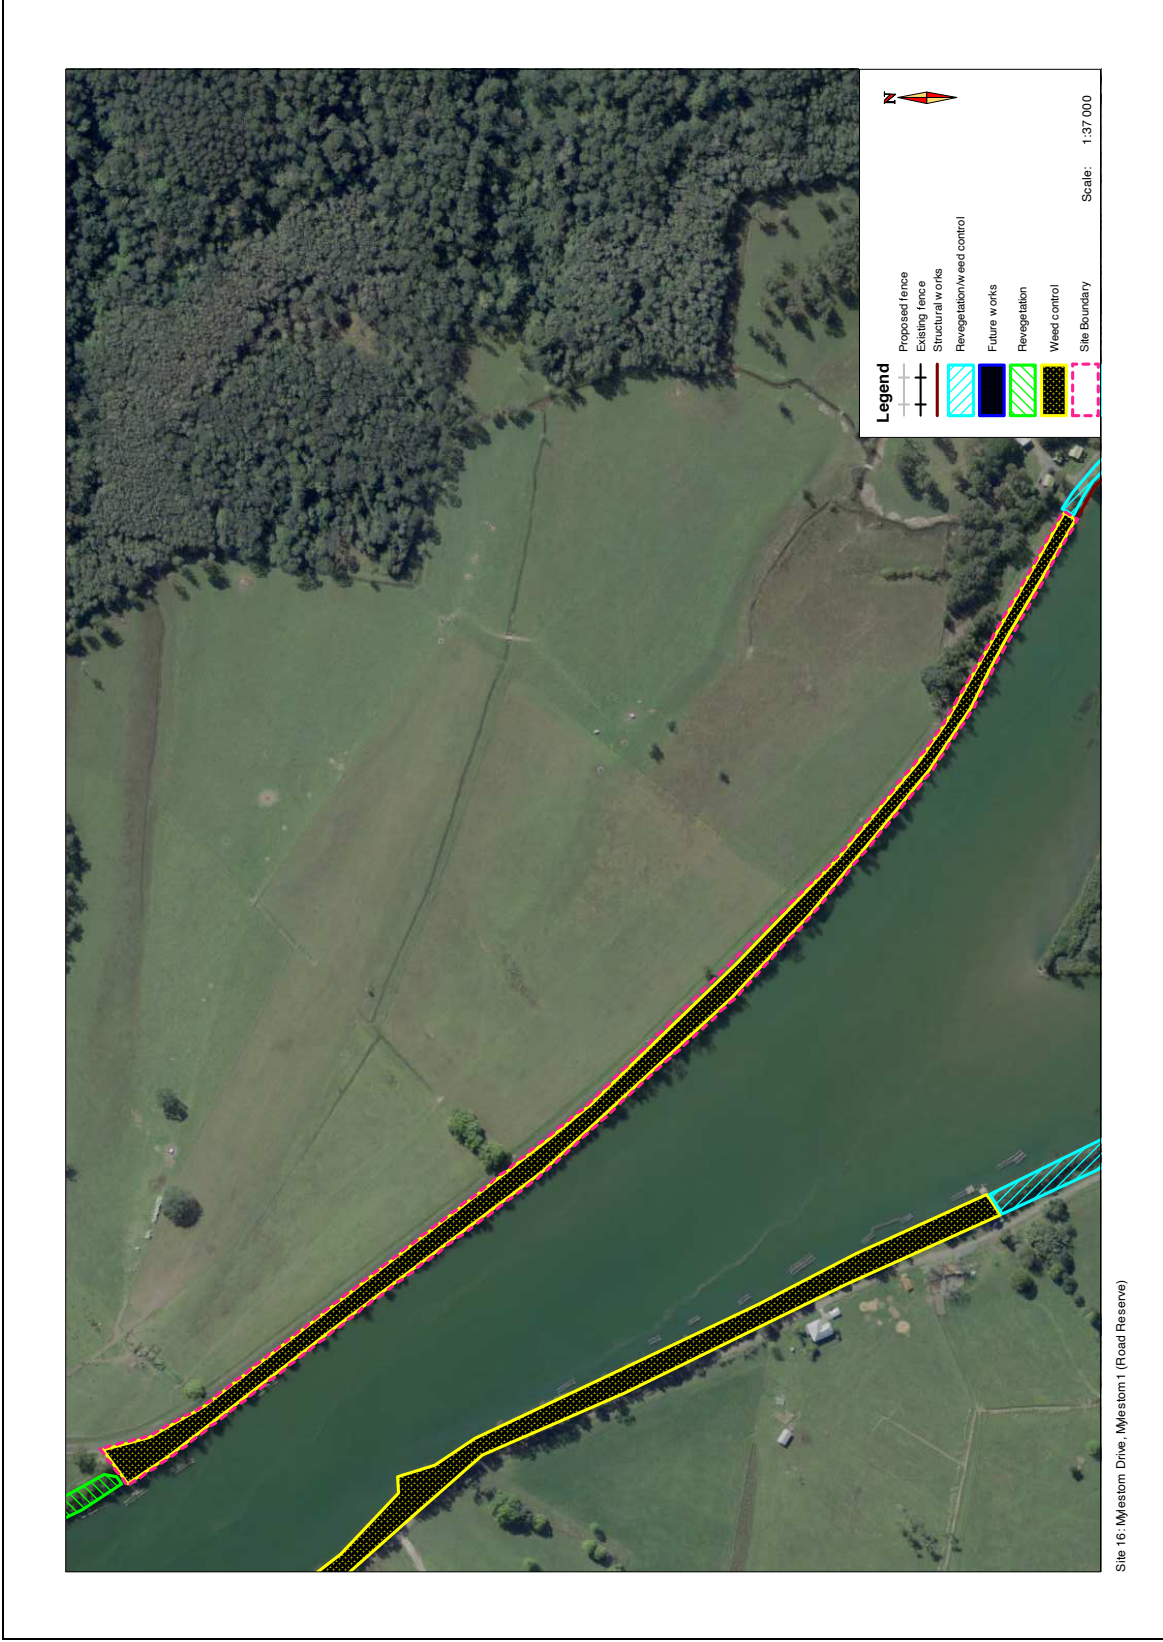 N
Legend
Proposed fence
Existing fence
Structural works
Revegetation/weed control
Future works
Revegetation
Weed control
Site Boundary
Scale: 1:37 000
Site 16: Mylestom Drive, Mylestom 1 (Road Reserve)